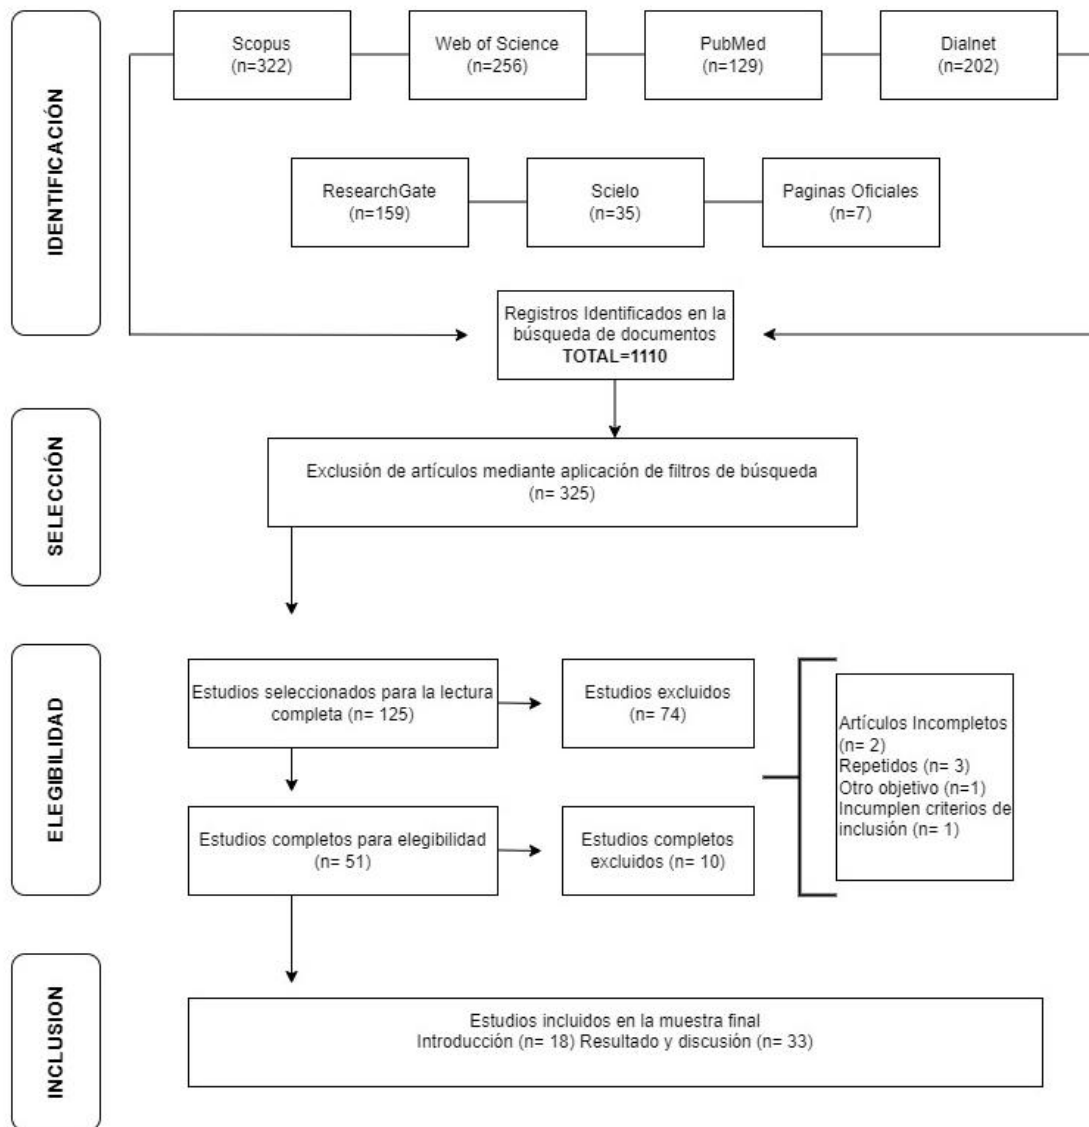 IDENTIFICACIÓN
Scopus
(n=322)
Web of Science
(n=256)
PubMed
(n=129)
Dialnet
(n=202)
ResearchGate
(n=159)
Scielo
(n=35)
Paginas Oficiales
(n=7)
Registros Identificados en la
búsqueda de documentos
TOTAL=1110
SELECCIÓN
Exclusión de artículos mediante aplicación de filtros de búsqueda
(n= 325)
ELEGIBILIDAD
Estudios seleccionados para la lectura
completa (n= 125)
Estudios excluidos
(n= 74)
Artículos Incompletos
(n= 2)
Repetidos (n= 3)
Otro objetivo (n=1)
Incumplen criterios de
inclusión (n= 1)
Estudios completos para elegibilidad
(n= 51)
Estudios completos
excluidos (n= 10)
INCLUSION
Estudios incluidos en la muestra final
Introducción (n= 18) Resultado y discusión (n= 33)